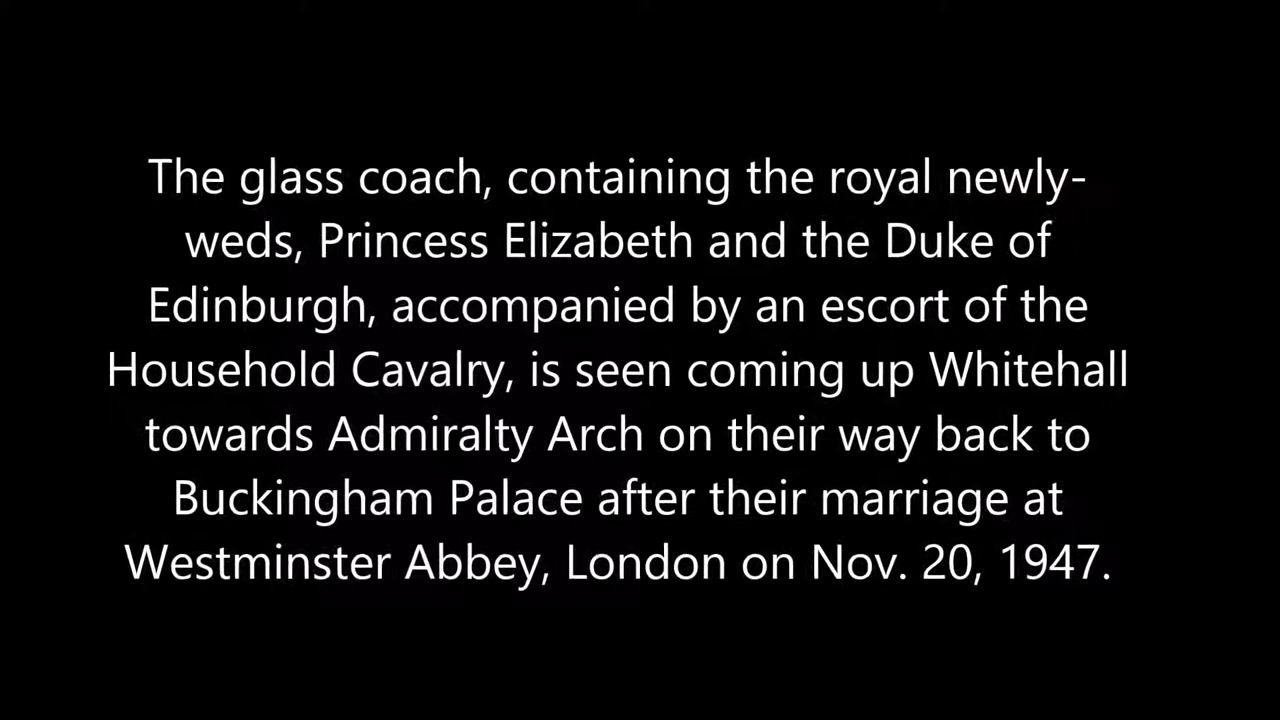 The glass coach, containing the royal newly-
weds, Princess Elizabeth and the Duke of
Edinburgh, accompanied by an escort of the
Household Cavalry, is seen coming up Whitehall
towards Admiralty Arch on their way back to
Buckingham Palace after their marriage at
Westminster Abbey, London on Nov. 20, 1947.